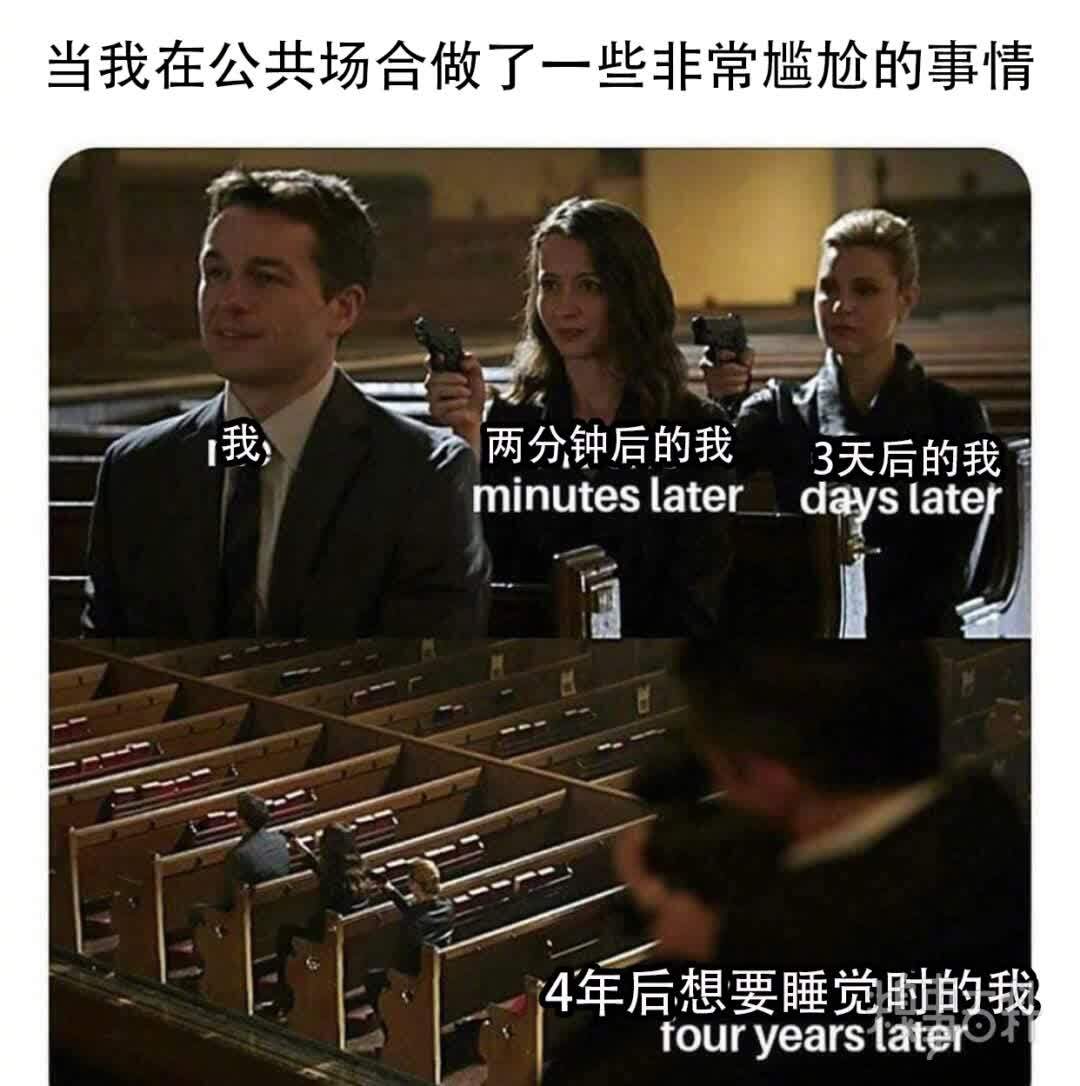 当我在公共场合做了一些非常尴尬的事情
我
两分钟后的我
minutes later
3天后的我
days later
4年后想要睡觉时的我
four years later